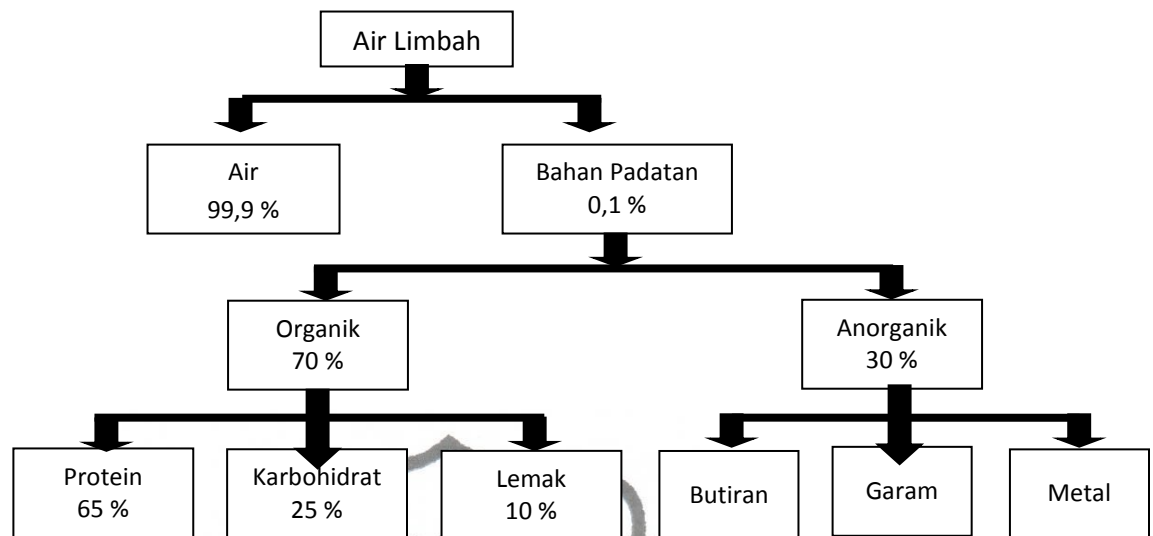 Air Limbah
Air
99,9 %
Bahan Padatan
0,1 %
Organik
70 %
Anorganik
30 %
Protein
65 %
Karbohidrat
25 %
Lemak
10 %
Butiran
Garam
Metal